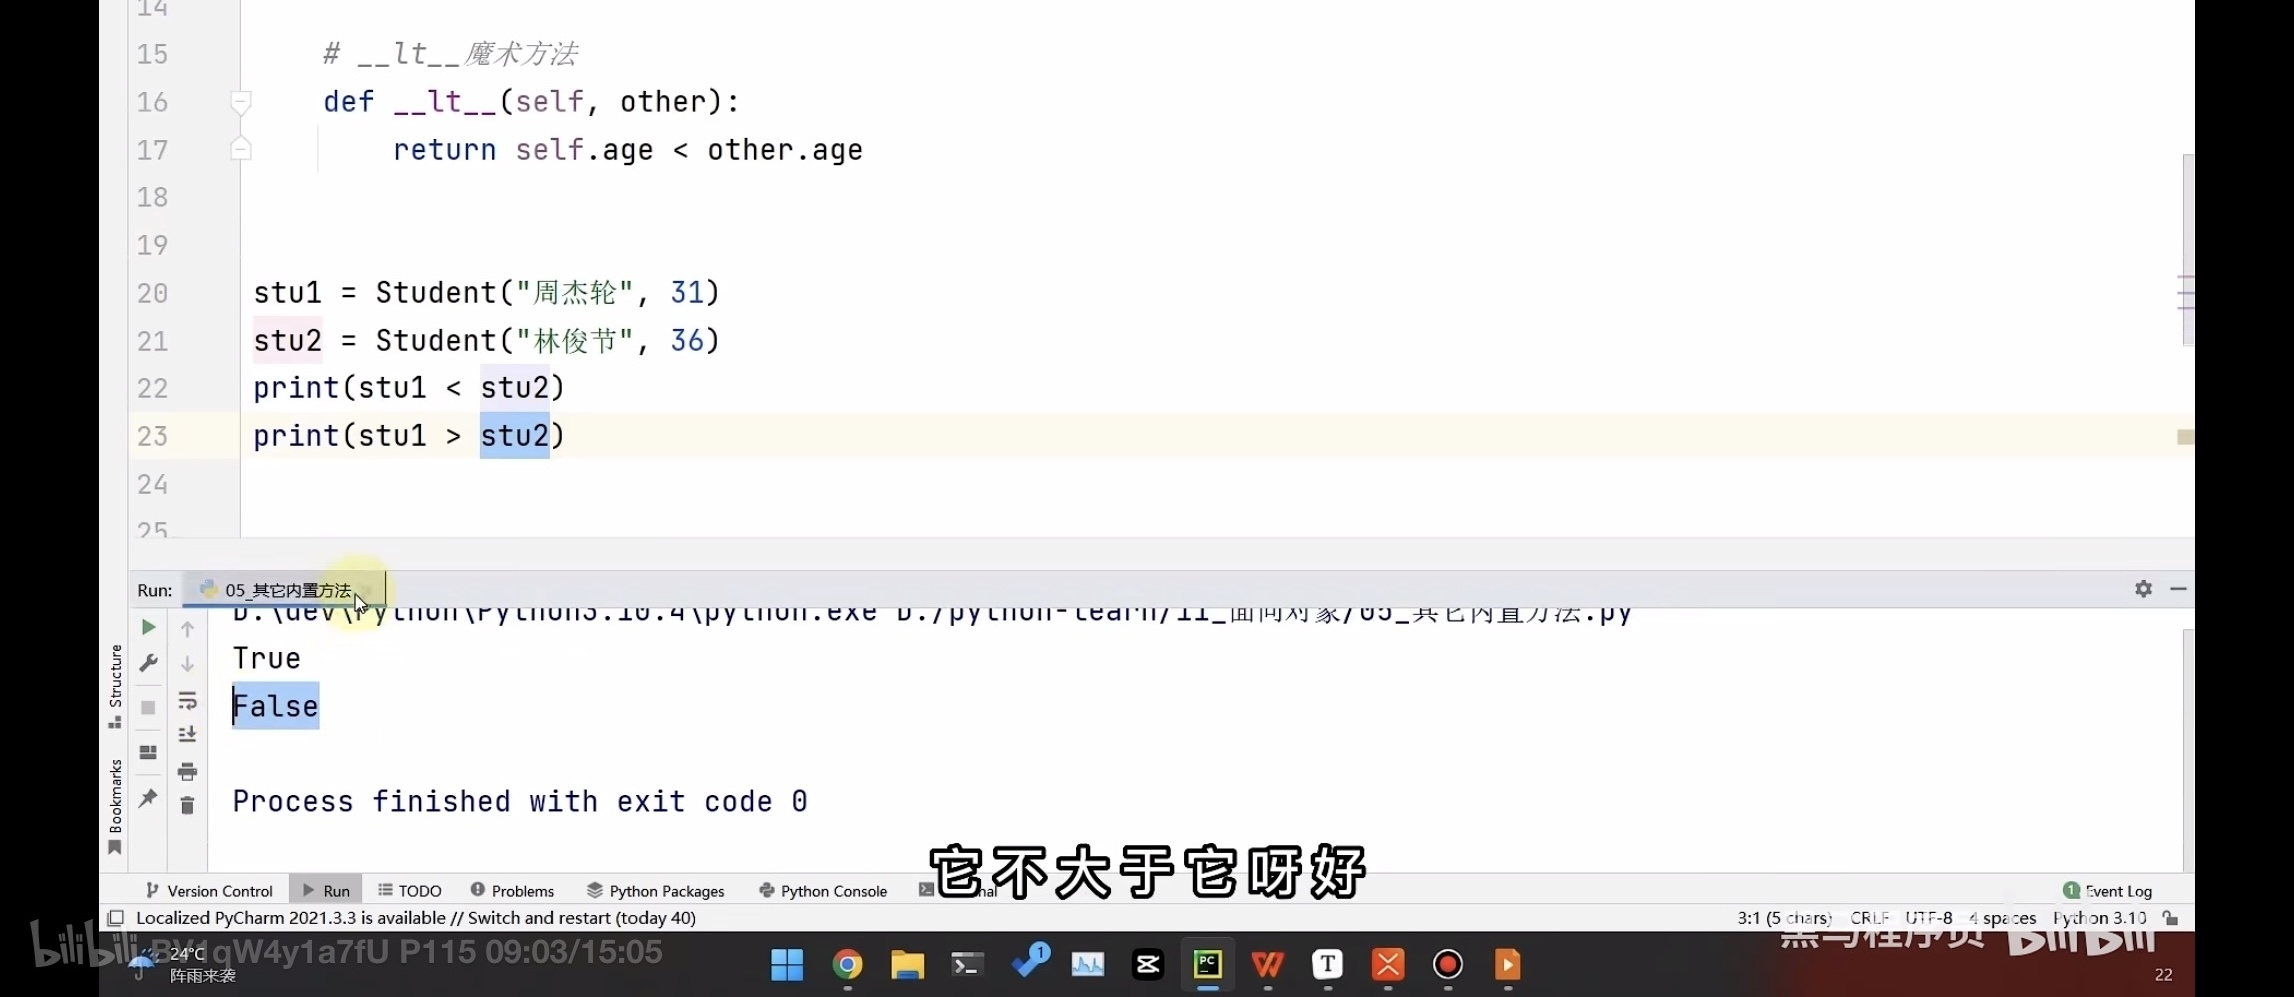 14
15 # __lt__魔术方法
16 def __lt__(self, other):
17 return self.age < other.age
18
19
20 stu1 = Student("周杰轮", 31)
21 stu2 = Student("林俊节", 36)
22 print(stu1 < stu2)
23 print(stu1 > stu2)
24
25
Run: 05_其它内置方法
D:\dev\Python\Python3.10.4\python.exe D:/python-learn/11_面向对象/05_其它内置方法.py
True
False
Process finished with exit code 0
Structure
Bookmarks
它不大于它呀好
Version Control Run TODO Problems Python Packages Python Console 1 Event Log
Localized PyCharm 2021.3.3 is available // Switch and restart (today 40) 3:1 (5 chars) CRLF UTF-8 4 spaces Python 3.10
黑马程序员 bilibili
bilibili BV1qW4y1a7fU P115 09:03/15:05
24°C
阵雨来袭
1
PC
T
22